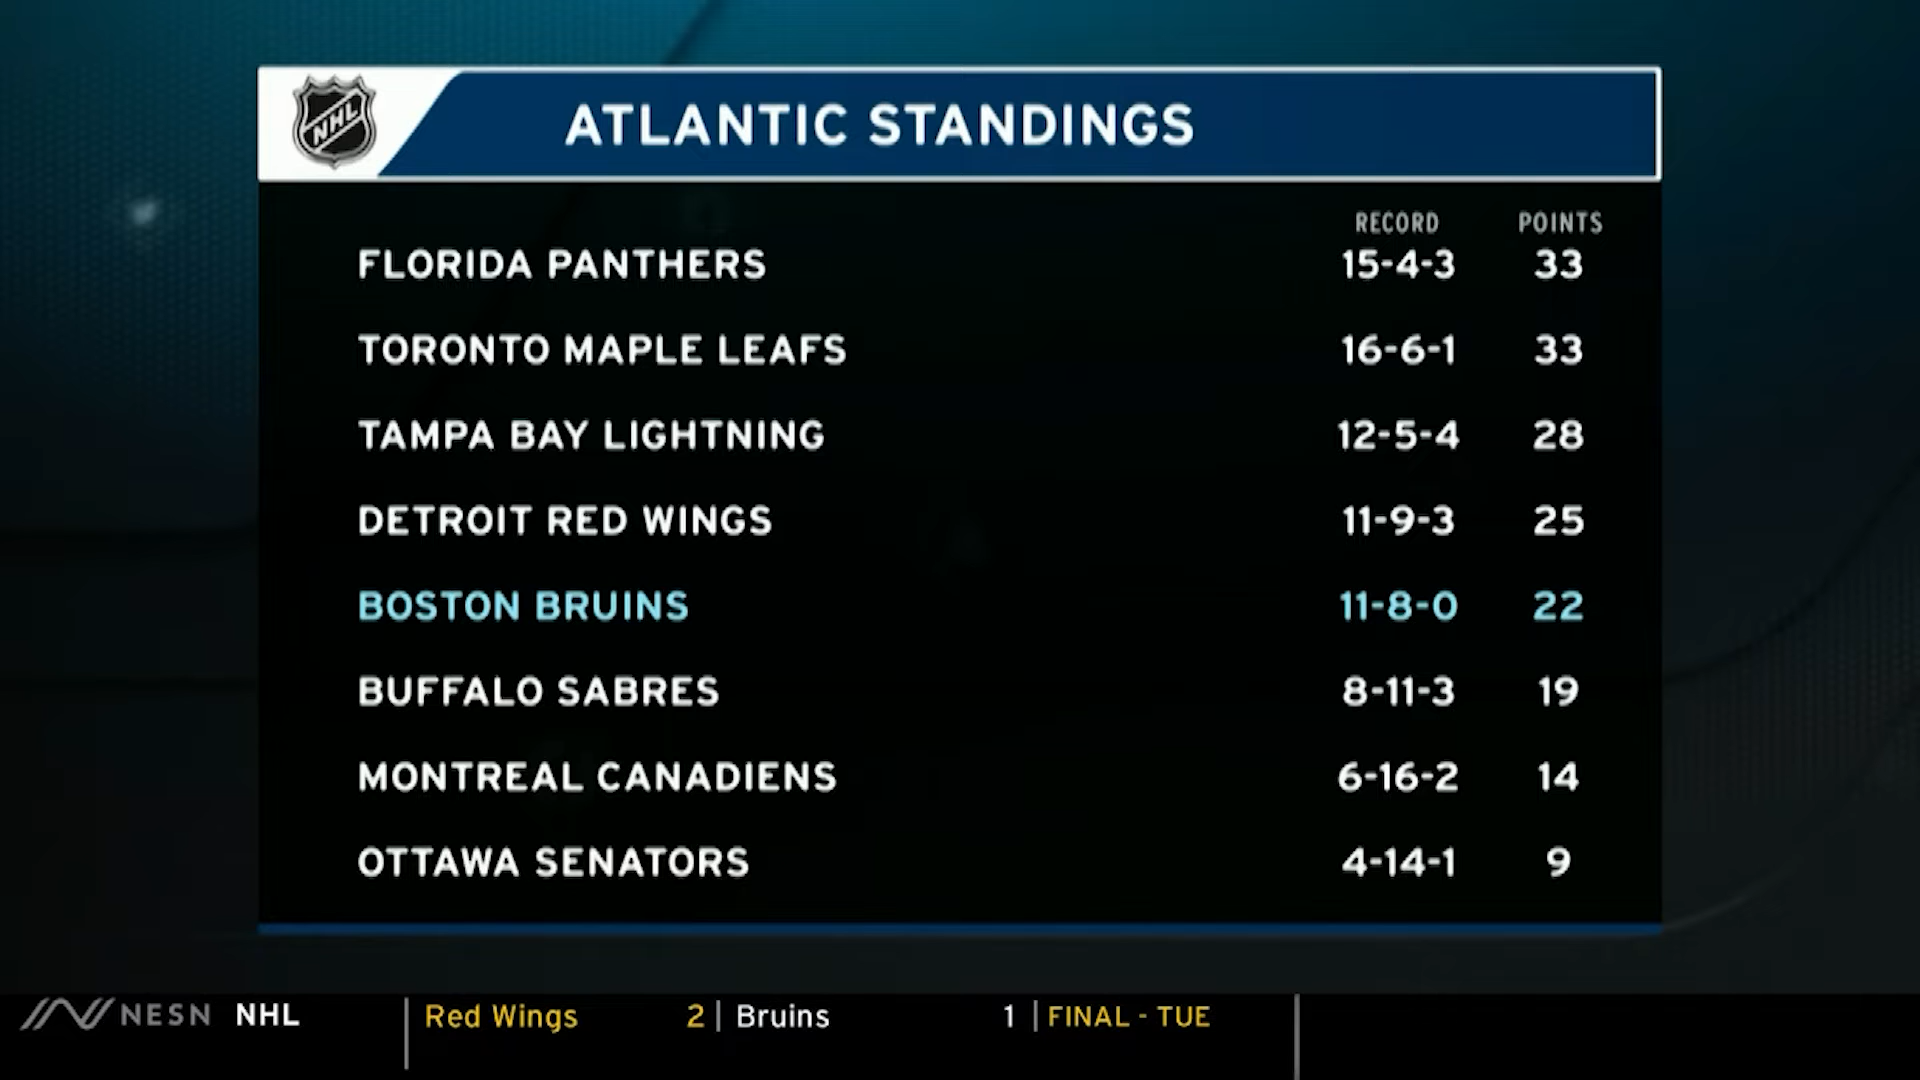 NHL ATLANTIC STANDINGS
RECORD POINTS
FLORIDA PANTHERS 15-4-3 33
TORONTO MAPLE LEAFS 16-6-1 33
TAMPA BAY LIGHTNING 12-5-4 28
DETROIT RED WINGS 11-9-3 25
BOSTON BRUINS 11-8-0 22
BUFFALO SABRES 8-11-3 19
MONTREAL CANADIENS 6-16-2 14
OTTAWA SENATORS 4-14-1 9
NESN NHL Red Wings 2 Bruins 1 FINAL - TUE